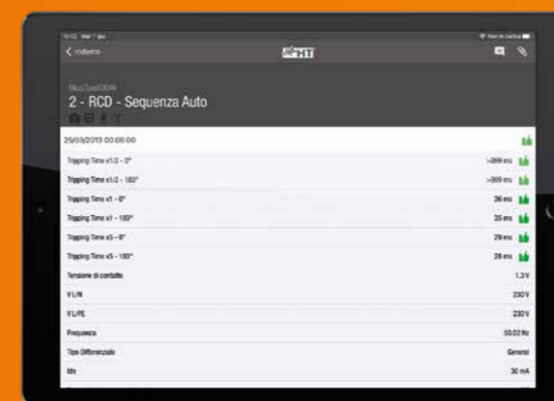 Indietro
HT
2 - RCD - Sequenza Auto
25/03/2013 00:06:06
Tripping Time x1/2 - 0° >999 ms
Tripping Time x1/2 - 180° >999 ms
Tripping Time x1 - 0° 36 ms
Tripping Time x1 - 180° 35 ms
Tripping Time x5 - 0° 29 ms
Tripping Time x5 - 180° 28 ms
Tensione di contatto 1.3 V
V L/N 230 V
V L/PE 230 V
Frequenza 50.02 Hz
Tipo Differenziale General
Idn 30 mA